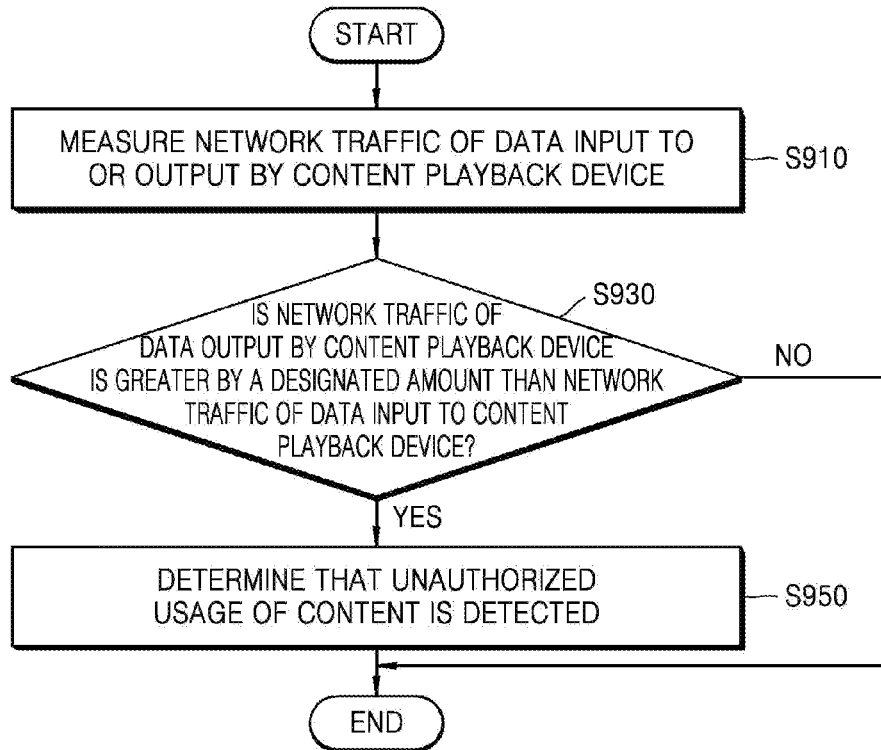 START
MEASURE NETWORK TRAFFIC OF DATA INPUT TO
OR OUTPUT BY CONTENT PLAYBACK DEVICE
S910
S930
IS NETWORK TRAFFIC OF
DATA OUTPUT BY CONTENT PLAYBACK DEVICE
IS GREATER BY A DESIGNATED AMOUNT THAN NETWORK
TRAFFIC OF DATA INPUT TO CONTENT
PLAYBACK DEVICE?
NO
YES
DETERMINE THAT UNAUTHORIZED
USAGE OF CONTENT IS DETECTED
S950
END